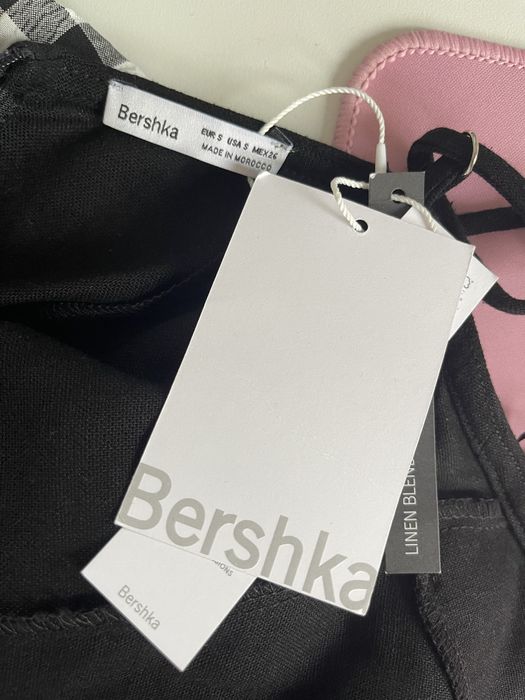 Bershka
EUR S USA S MEX26
MADE IN MOROCCO
Bershka
LINEN BLEND
Bershka